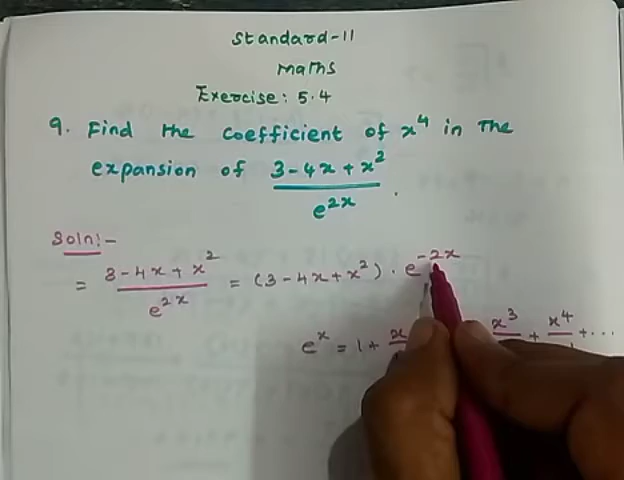 Standard-11
Maths
Exercise: 5.4
9. Find the coefficient of x⁴ in the
expansion of (3-4x+x²)/e^(2x).
Soln:-
= (3-4x+x²)/e^(2x) = (3-4x+x²). e^(-2x)
e^x = 1 + x x³ + x⁴ +...